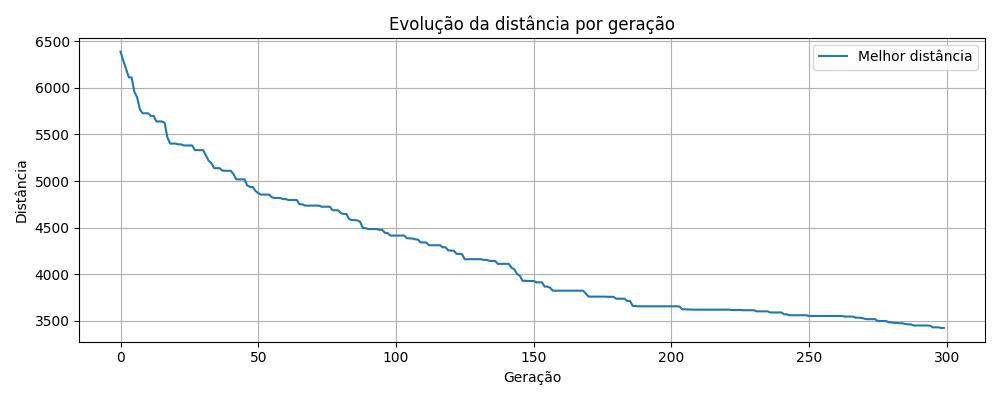 Evolução da distância por geração
Melhor distância
6500
6000
5500
5000
4500
4000
3500
Distância
0 50 100 150 200 250 300
Geração